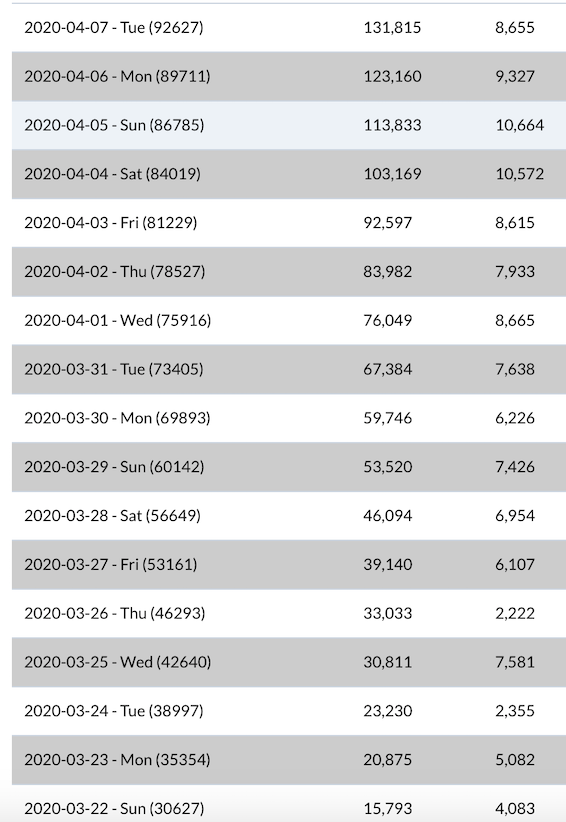 2020-04-07 - Tue (92627) 131,815 8,655
2020-04-06 - Mon (89711) 123,160 9,327
2020-04-05 - Sun (86785) 113,833 10,664
2020-04-04 - Sat (84019) 103,169 10,572
2020-04-03 - Fri (81229) 92,597 8,615
2020-04-02 - Thu (78527) 83,982 7,933
2020-04-01 - Wed (75916) 76,049 8,665
2020-03-31 - Tue (73405) 67,384 7,638
2020-03-30 - Mon (69893) 59,746 6,226
2020-03-29 - Sun (60142) 53,520 7,426
2020-03-28 - Sat (56649) 46,094 6,954
2020-03-27 - Fri (53161) 39,140 6,107
2020-03-26 - Thu (46293) 33,033 2,222
2020-03-25 - Wed (42640) 30,811 7,581
2020-03-24 - Tue (38997) 23,230 2,355
2020-03-23 - Mon (35354) 20,875 5,082
2020-03-22 - Sun (30627) 15,793 4,083